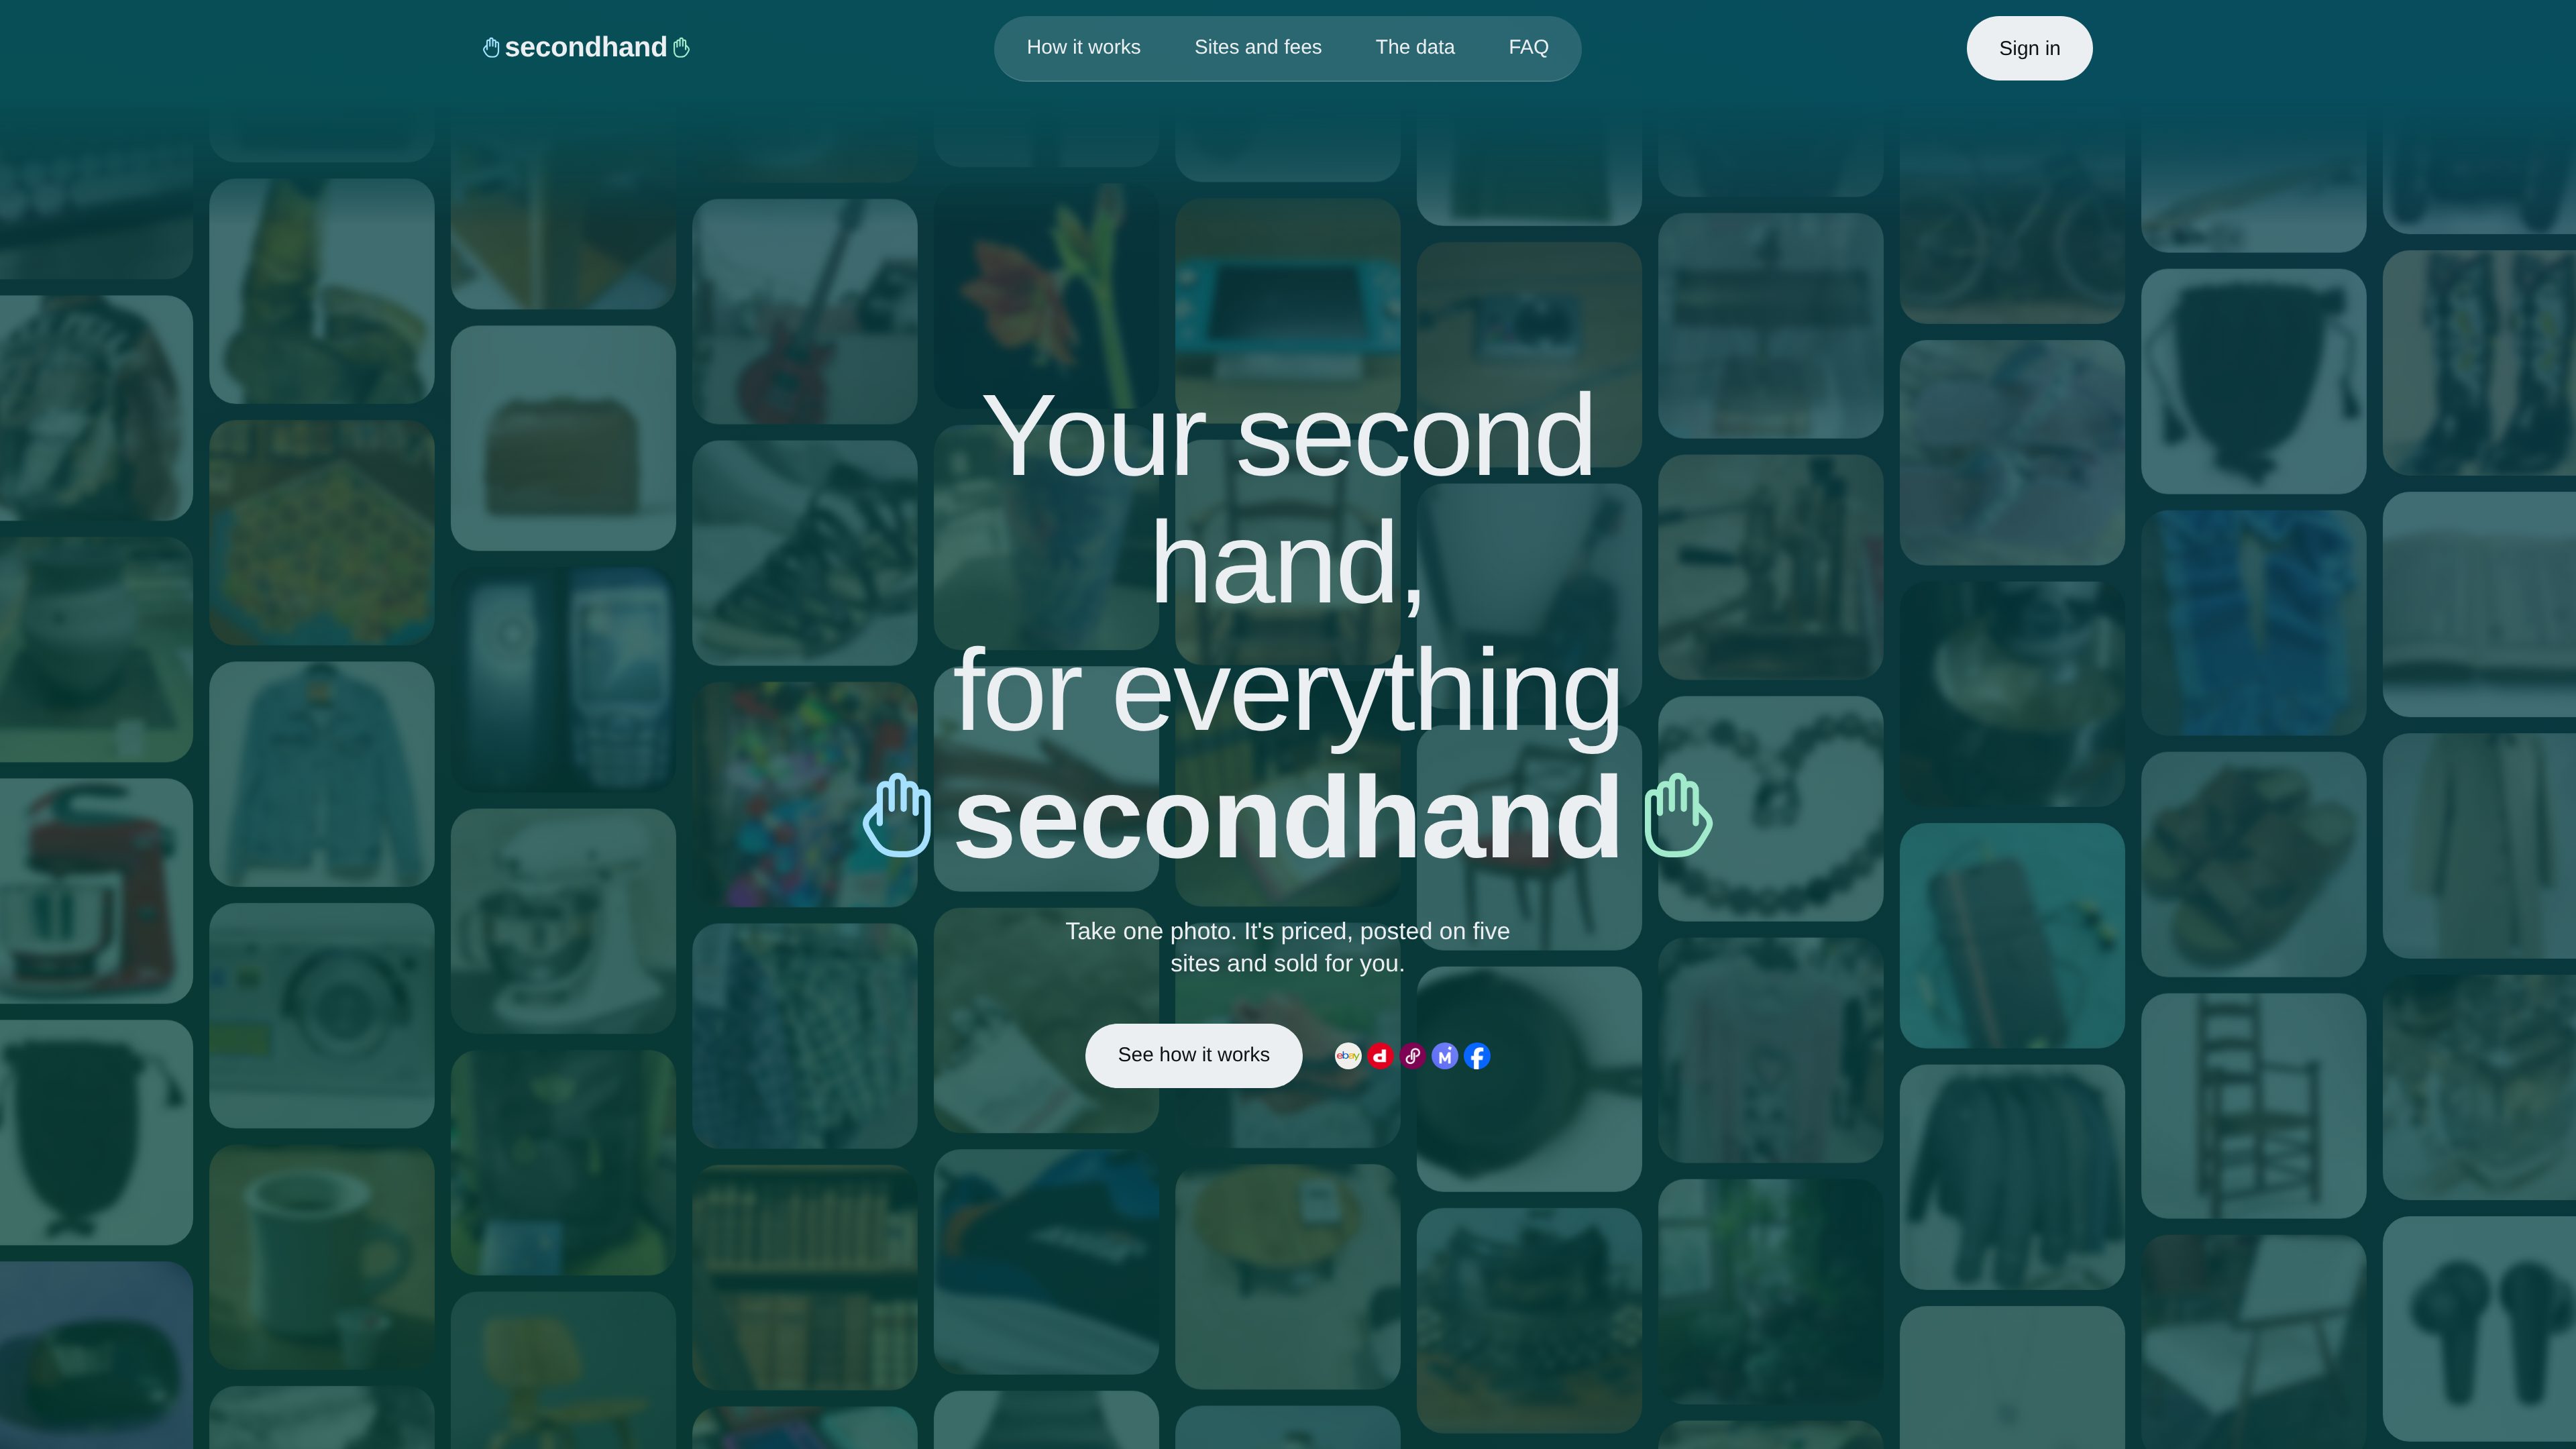 secondhand
How it works
Sites and fees
The data
FAQ
Sign in
Your second
hand,
for everything
secondhand
Take one photo. It's priced, posted on five
sites and sold for you.
See how it works
ebay